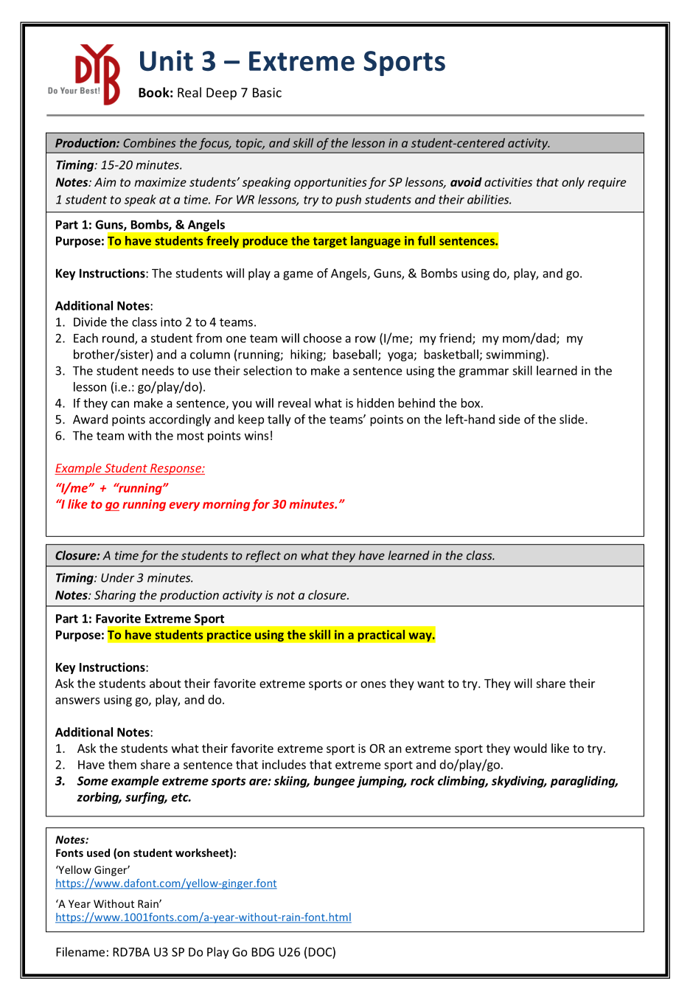 DYB
Do Your Best!
Unit 3 – Extreme Sports
Book: Real Deep 7 Basic
Production: Combines the focus, topic, and skill of the lesson in a student-centered activity.
Timing: 15-20 minutes.
Notes: Aim to maximize students’ speaking opportunities for SP lessons, avoid activities that only require
1 student to speak at a time. For WR lessons, try to push students and their abilities.
Part 1: Guns, Bombs, & Angels
Purpose: To have students freely produce the target language in full sentences.
Key Instructions: The students will play a game of Angels, Guns, & Bombs using do, play, and go.
Additional Notes:
1. Divide the class into 2 to 4 teams.
2. Each round, a student from one team will choose a row (I/me; my friend; my mom/dad; my
brother/sister) and a column (running; hiking; baseball; yoga; basketball; swimming).
3. The student needs to use their selection to make a sentence using the grammar skill learned in the
lesson (i.e.: go/play/do).
4. If they can make a sentence, you will reveal what is hidden behind the box.
5. Award points accordingly and keep tally of the teams’ points on the left-hand side of the slide.
6. The team with the most points wins!
Example Student Response:
“I/me” + “running”
“I like to go running every morning for 30 minutes.”
Closure: A time for the students to reflect on what they have learned in the class.
Timing: Under 3 minutes.
Notes: Sharing the production activity is not a closure.
Part 1: Favorite Extreme Sport
Purpose: To have students practice using the skill in a practical way.
Key Instructions:
Ask the students about their favorite extreme sports or ones they want to try. They will share their
answers using go, play, and do.
Additional Notes:
1. Ask the students what their favorite extreme sport is OR an extreme sport they would like to try.
2. Have them share a sentence that includes that extreme sport and do/play/go.
3. Some example extreme sports are: skiing, bungee jumping, rock climbing, skydiving, paragliding,
zorbing, surfing, etc.
Notes:
Fonts used (on student worksheet):
‘Yellow Ginger’
https://www.dafont.com/yellow-ginger.font
‘A Year Without Rain’
https://www.1001fonts.com/a-year-without-rain-font.html
Filename: RD7BA U3 SP Do Play Go BDG U26 (DOC)